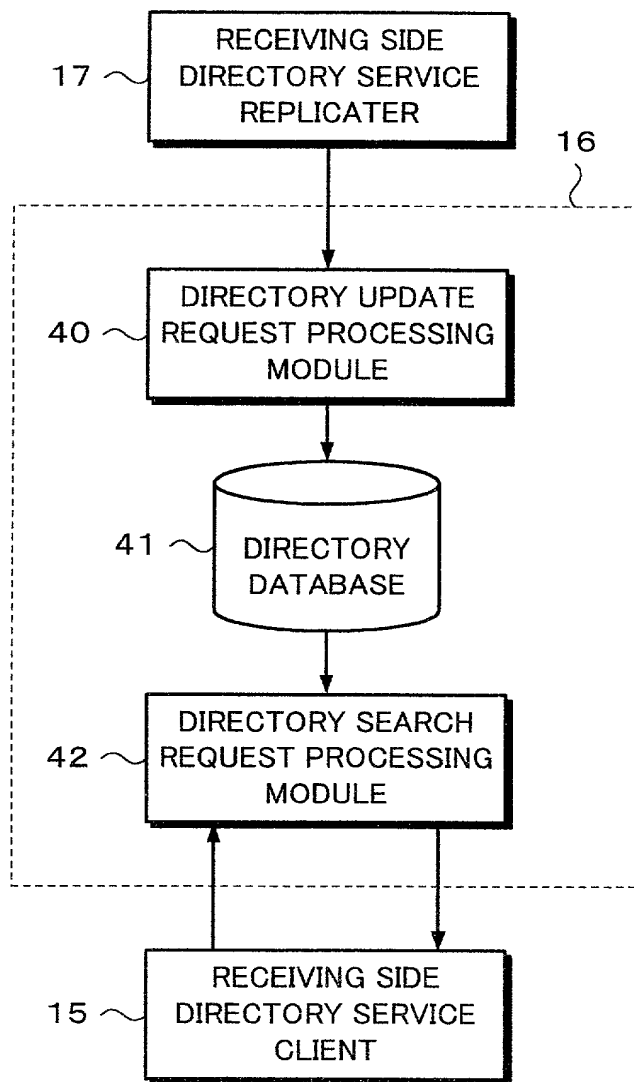 RECEIVING SIDE
17
DIRECTORY SERVICE
REPLICATER
16
DIRECTORY UPDATE
40
REQUEST PROCESSING
MODULE
41
DIRECTORY
DATABASE
DIRECTORY SEARCH
42
REQUEST PROCESSING
MODULE
RECEIVING SIDE
15
DIRECTORY SERVICE
CLIENT